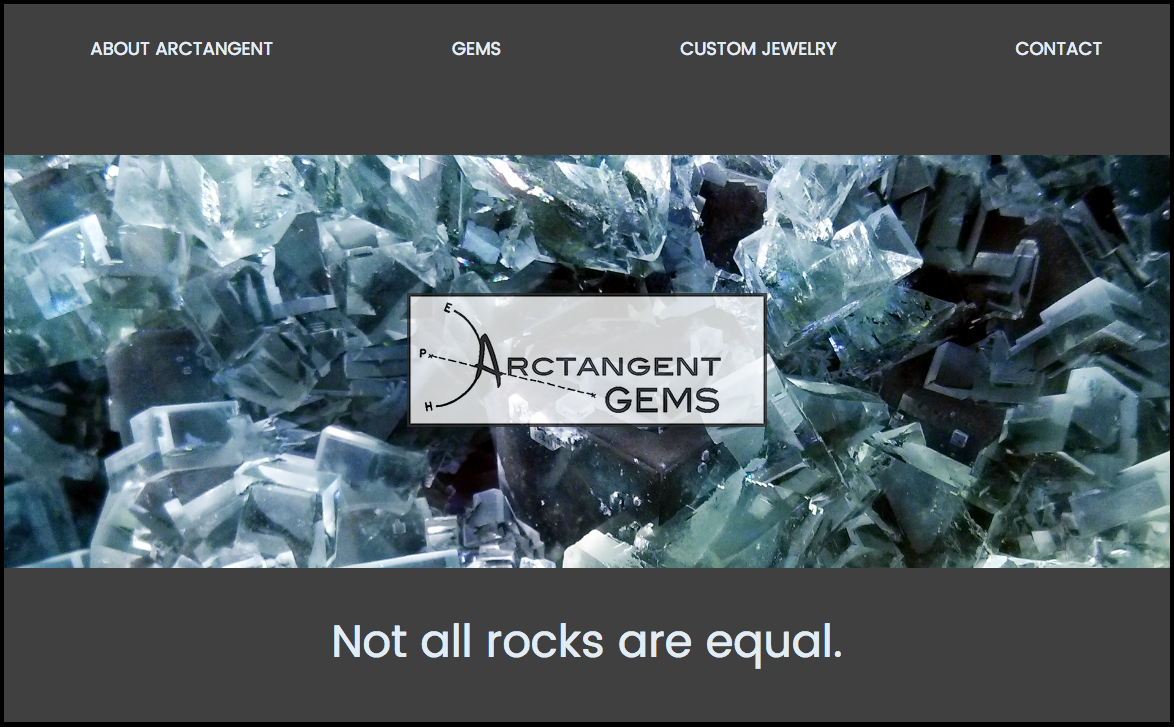 ABOUT ARCTANGENT
GEMS
CUSTOM JEWELRY
CONTACT
E
P
ARCTANGENT
H
GEMS
Not all rocks are equal.